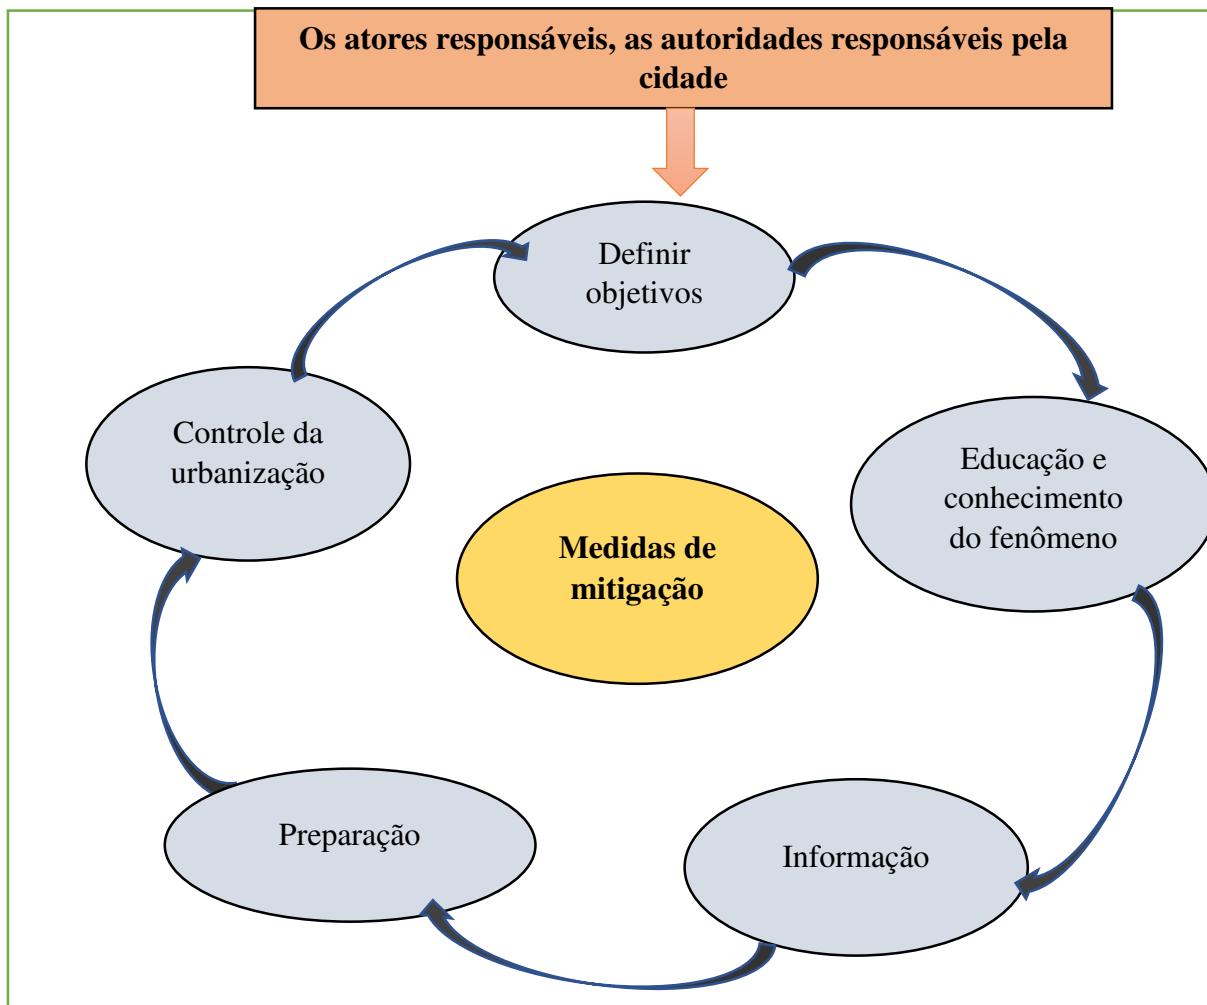 Os atores responsáveis, as autoridades responsáveis pela
cidade
Definir
objetivos
Controle da
urbanização
Educação e
conhecimento
do fenômeno
Medidas de
mitigação
Preparação
Informação